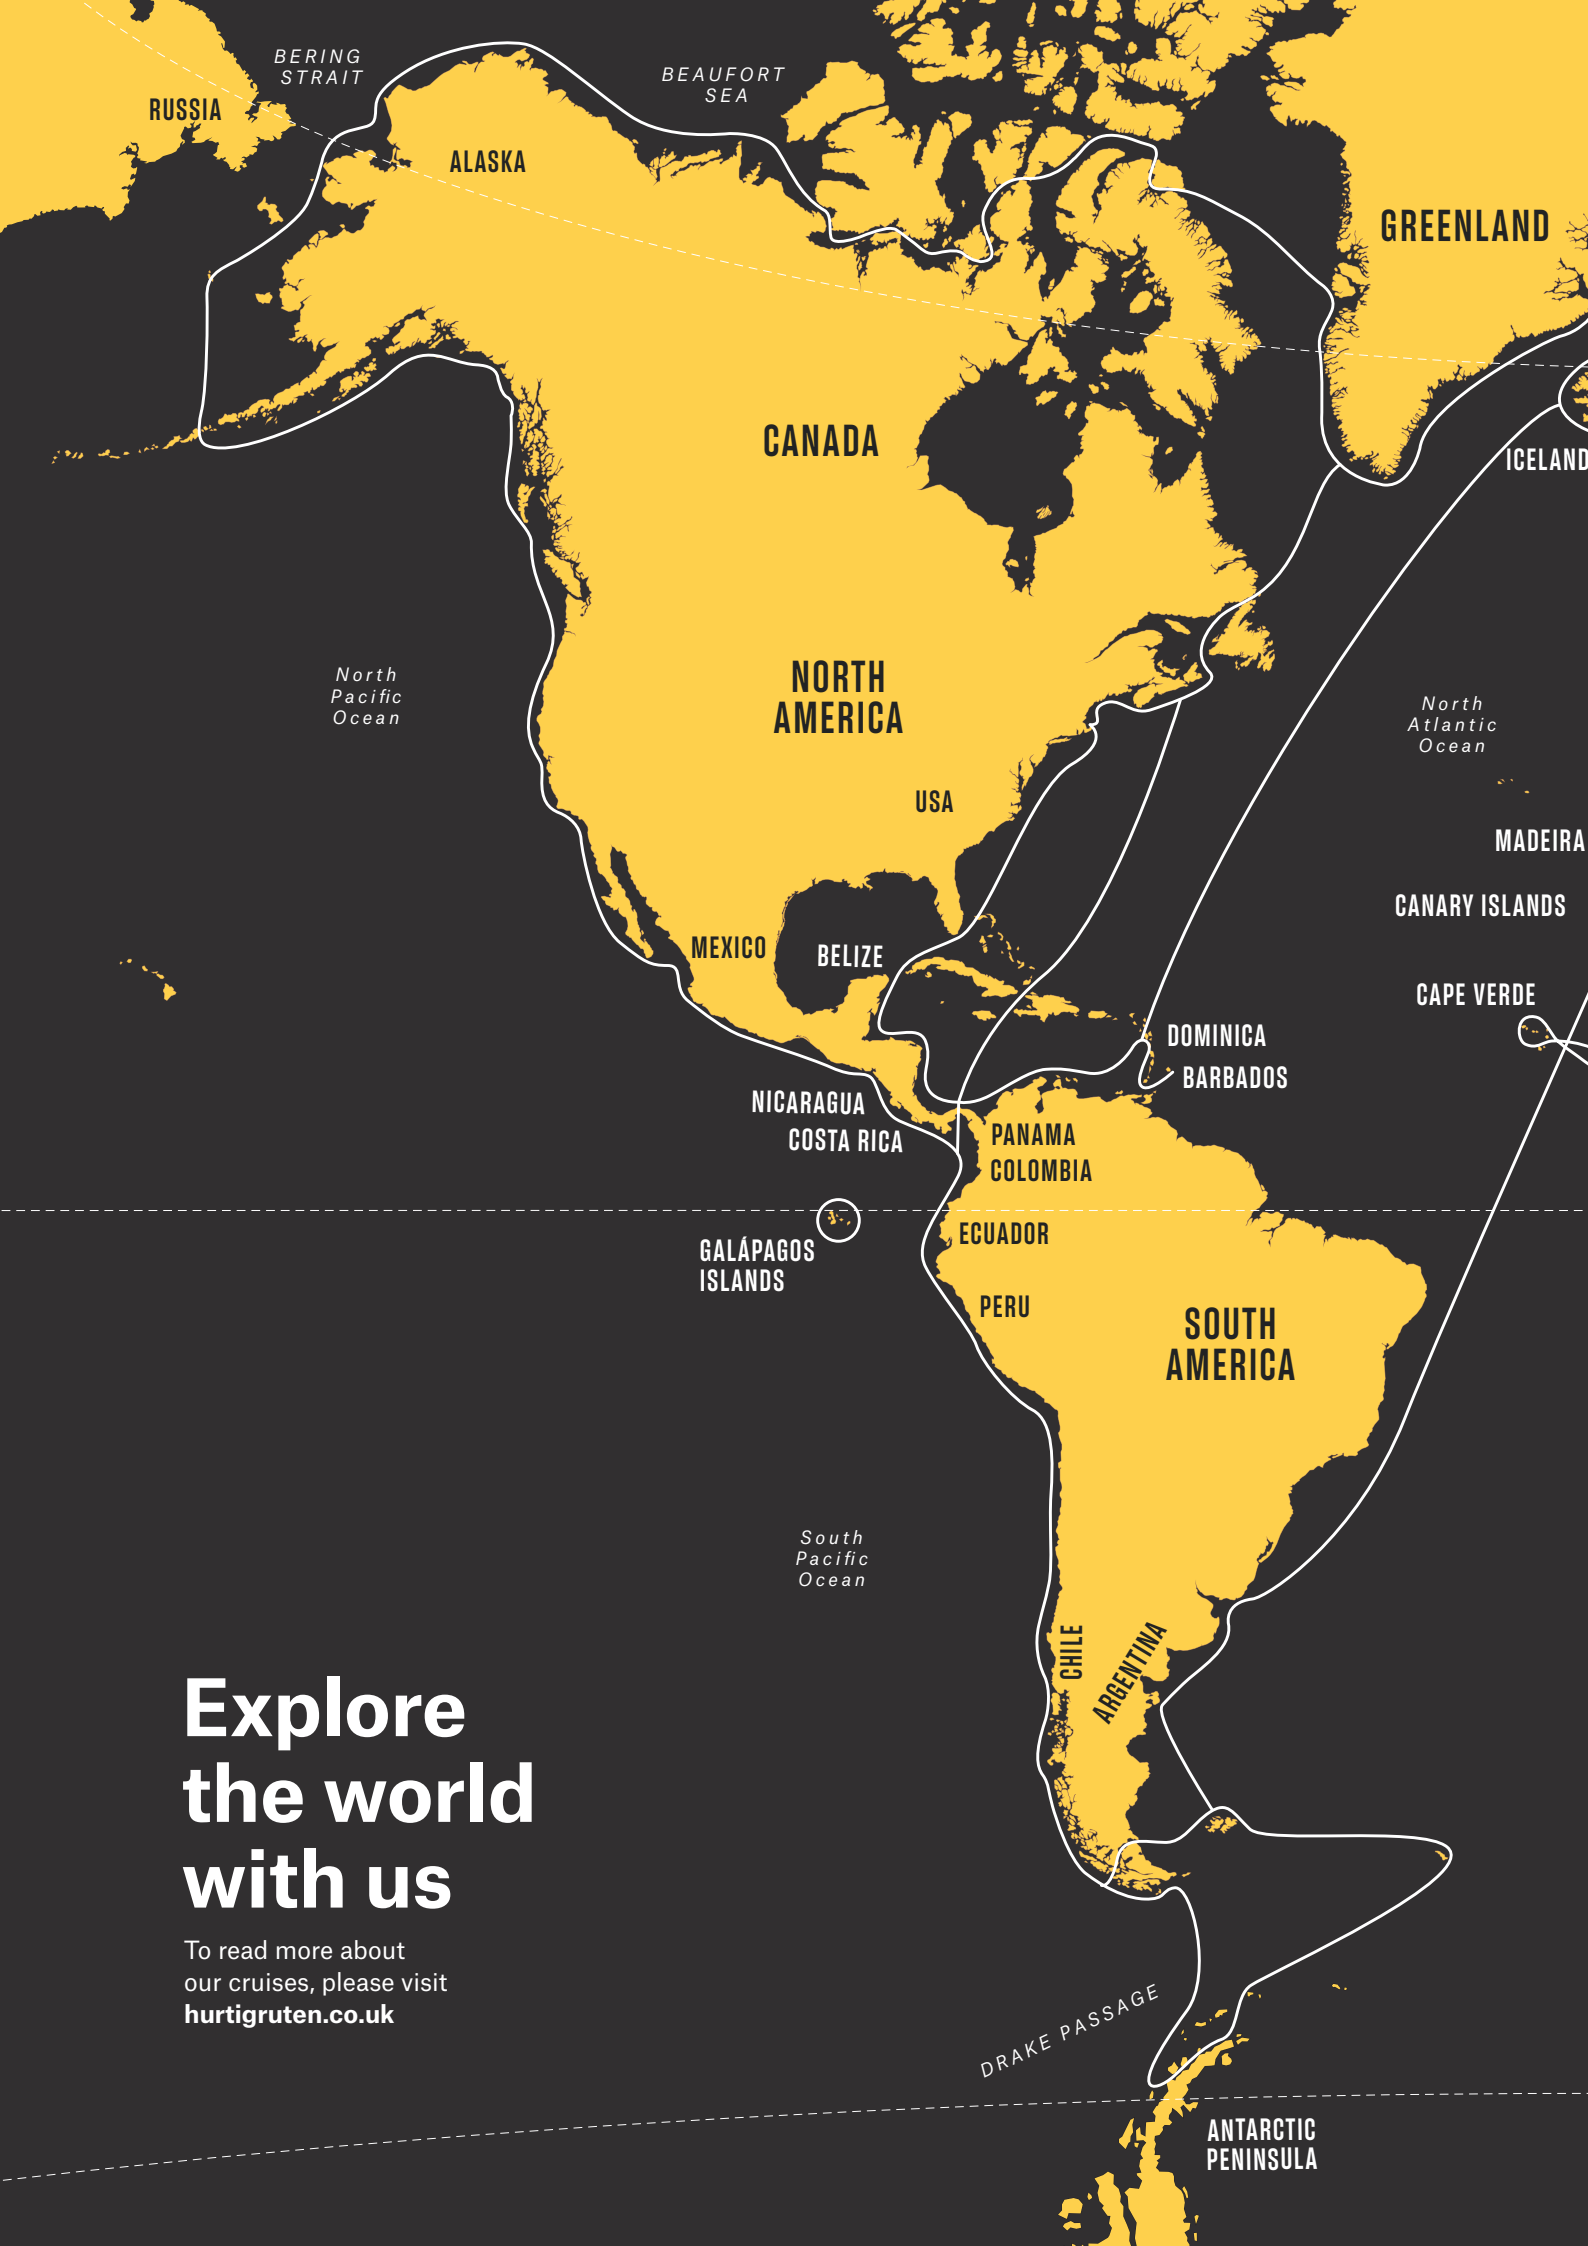 BERING
STRAIT
BEAUFORT
SEA
RUSSIA
ALASKA
GREENLAND
CANADA
ICELAND
North
Pacific
Ocean
NORTH
AMERICA
North
Atlantic
Ocean
USA
MADEIRA
CANARY ISLANDS
MEXICO
BELIZE
CAPE VERDE
DOMINICA
BARBADOS
NICARAGUA
COSTA RICA
PANAMA
COLOMBIA
ECUADOR
GALÁPAGOS
ISLANDS
PERU
SOUTH
AMERICA
South
Pacific
Ocean
CHILE
ARGENTINA
Explore
the world
with us
To read more about
our cruises, please visit
hurtigruten.co.uk
DRAKE PASSAGE
ANTARCTIC
PENINSULA